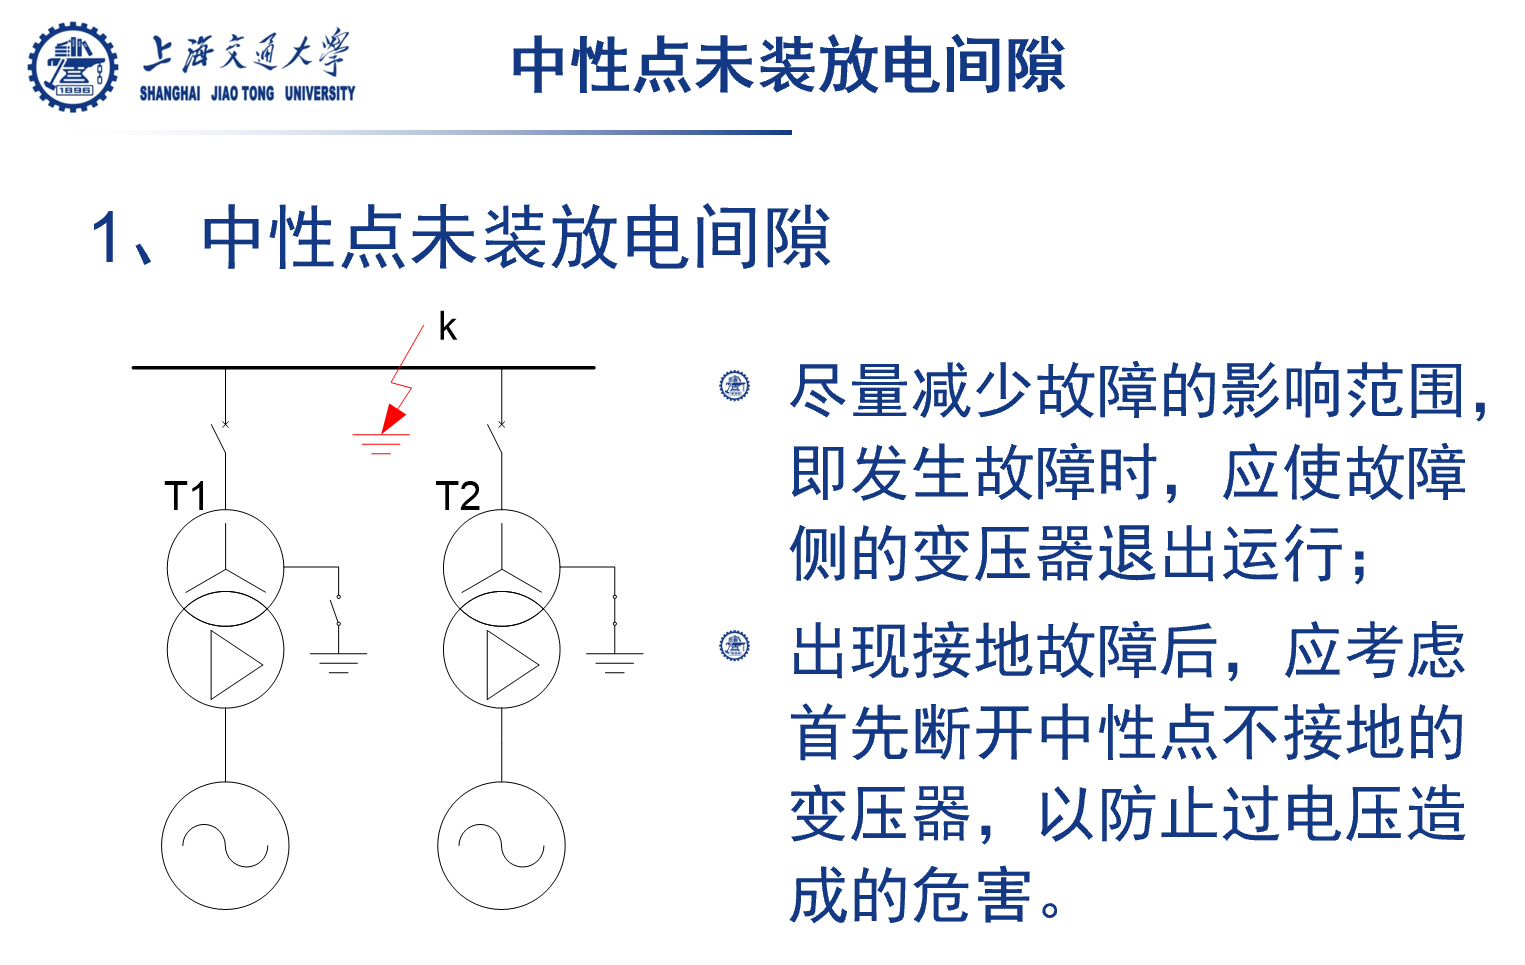 上海交通大学
SHANGHAI JIAO TONG UNIVERSITY
1896
中性点未装放电间隙
1、中性点未装放电间隙
k
T1
T2
尽量减少故障的影响范围，
即发生故障时，应使故障
侧的变压器退出运行；
出现接地故障后，应考虑
首先断开中性点不接地的
变压器，以防止过电压造
成的危害。